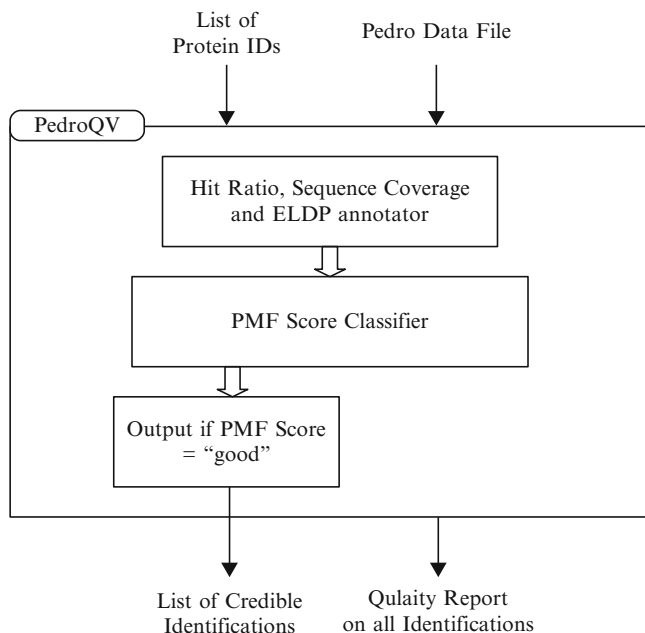 List of
Protein IDs
Pedro Data File
PedroQV
Hit Ratio, Sequence Coverage
and ELDP annotator
PMF Score Classifier
Output if PMF Score
= “good”
List of Credible
Identifications
Qulaity Report
on all Identifications